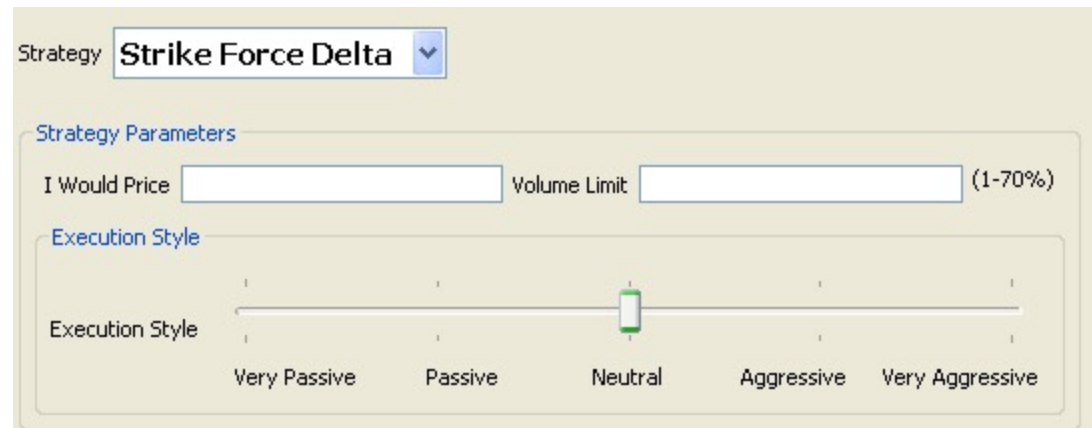 Strategy Strike Force Delta
Strategy Parameters
I Would Price Volume Limit (1-70%)
Execution Style
Execution Style
Very Passive Passive Neutral Aggressive Very Aggressive